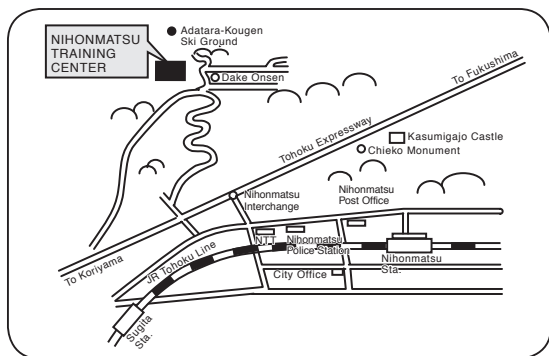 NIHONMATSU
TRAINING
CENTER
Adatara-Kougen
Ski Ground
Dake Onsen
To Fukushima
Tohoku Expressway
Kasumigajo Castle
Chieko Monument
Nihonmatsu
Interchange
Nihonmatsu
Post Office
To Koriyama
JR Tohoku Line
NTT
Nihonmatsu
Police Station
City Office
Nihonmatsu
Sta.
Sugita
Sta.